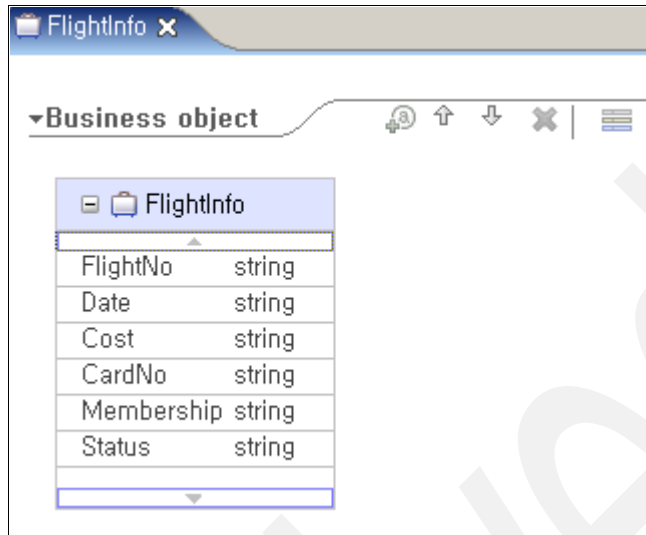 FlightInfo
Business object
FlightInfo
FlightNo string
Date string
Cost string
CardNo string
Membership string
Status string